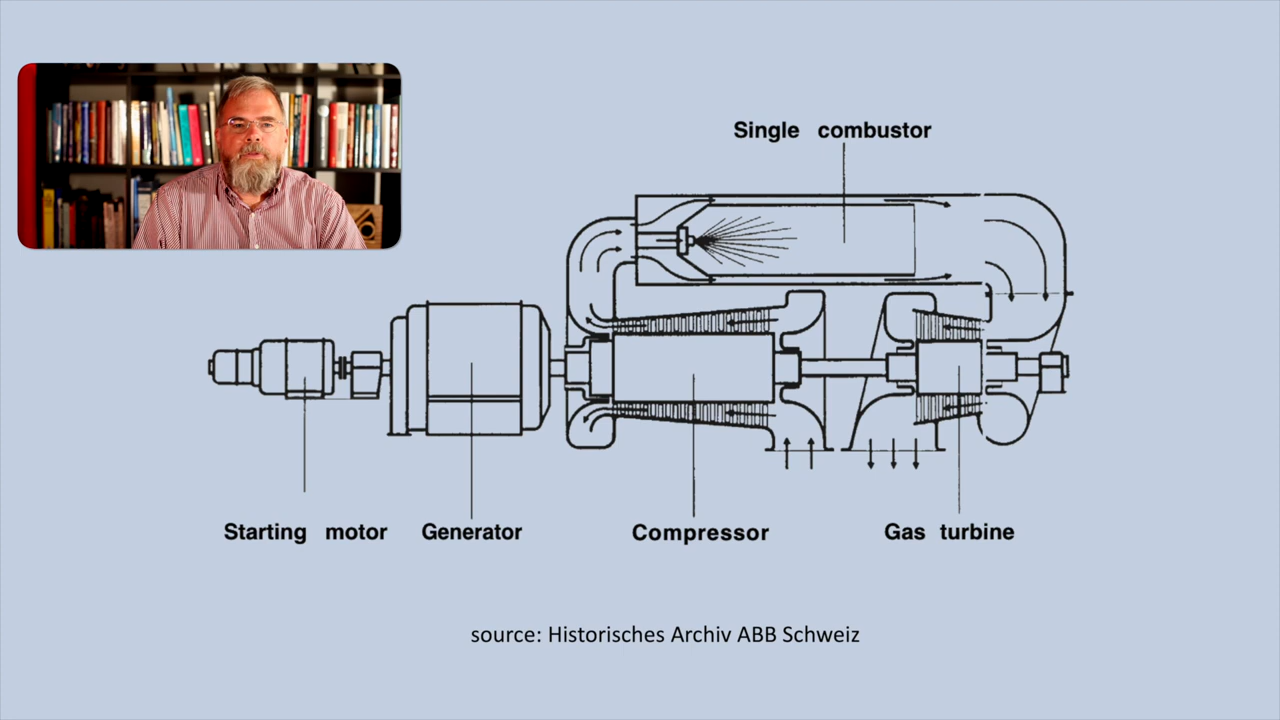 Single combustor
Starting motor Generator Compressor Gas turbine
source: Historisches Archiv ABB Schweiz